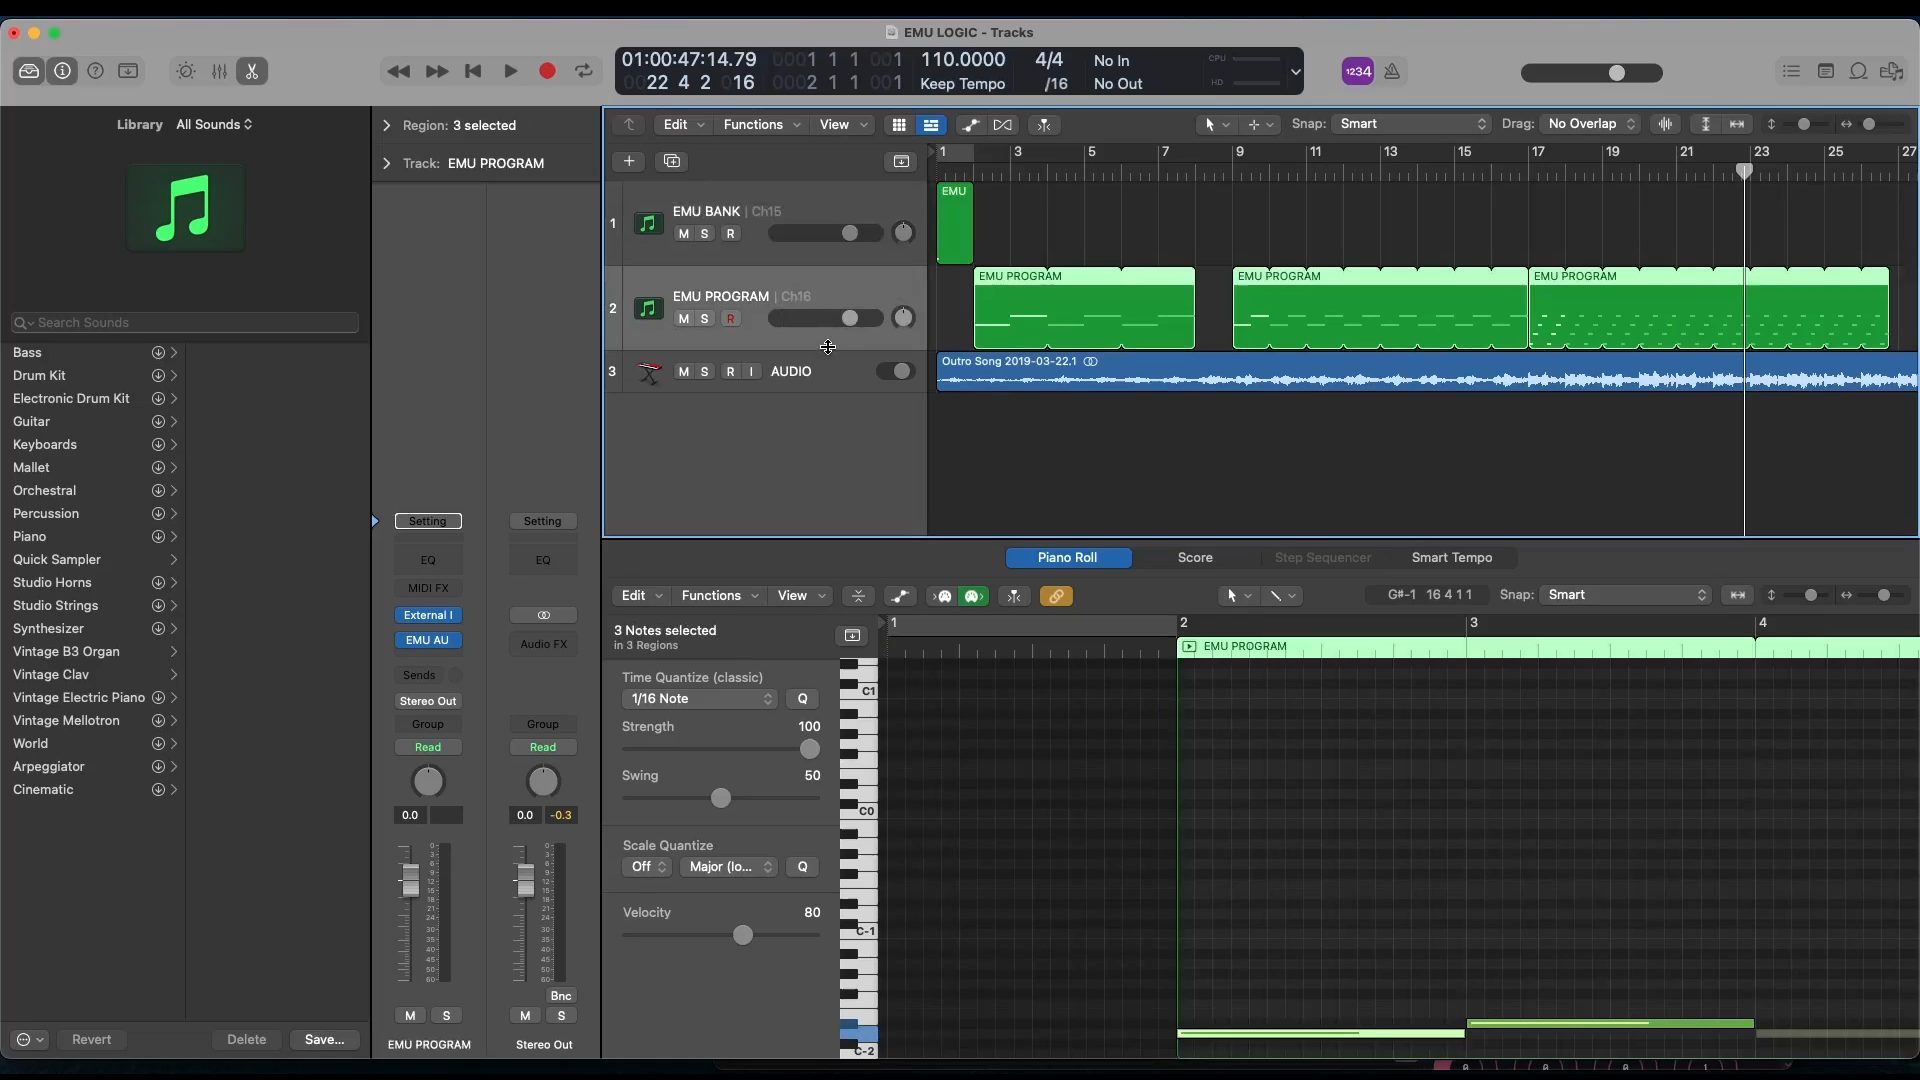 EMU LOGIC - Tracks
01:00:47:14.79 0001 1 1 001 110.0000 4/4 No In CPU
0022 4 2 016 0002 1 1 001 Keep Tempo /16 No Out HD
1234
Library All Sounds
Region: 3 selected
Track: EMU PROGRAM
Edit Functions View
Snap: Smart Drag: No Overlap
1 3 5 7 9 11 13 15 17 19 21 23 25 27
1 EMU BANK | Ch15
M S R
EMU
2 EMU PROGRAM | Ch16
M S R
EMU PROGRAM EMU PROGRAM EMU PROGRAM
3 M S R I AUDIO
Outro Song 2019-03-22.1
Search Sounds
Bass
Drum Kit
Electronic Drum Kit
Guitar
Keyboards
Mallet
Orchestral
Percussion
Piano
Quick Sampler
Studio Horns
Studio Strings
Synthesizer
Vintage B3 Organ
Vintage Clav
Vintage Electric Piano
Vintage Mellotron
World
Arpeggiator
Cinematic
Revert Delete Save...
Setting Setting
EQ EQ
MIDI FX
External I
EMU AU Audio FX
Sends
Stereo Out
Group Group
Read Read
0.0 0.0 -0.3
Bnc
M S M S
EMU PROGRAM Stereo Out
Piano Roll Score Step Sequencer Smart Tempo
Edit Functions View
G#-1 16 4 1 1 Snap: Smart
3 Notes selected
in 3 Regions
1 2 3 4
EMU PROGRAM
Time Quantize (classic)
1/16 Note Q
Strength 100
Swing 50
Scale Quantize
Off Major (lo... Q
Velocity 80
C1
C0
C-1
C-2